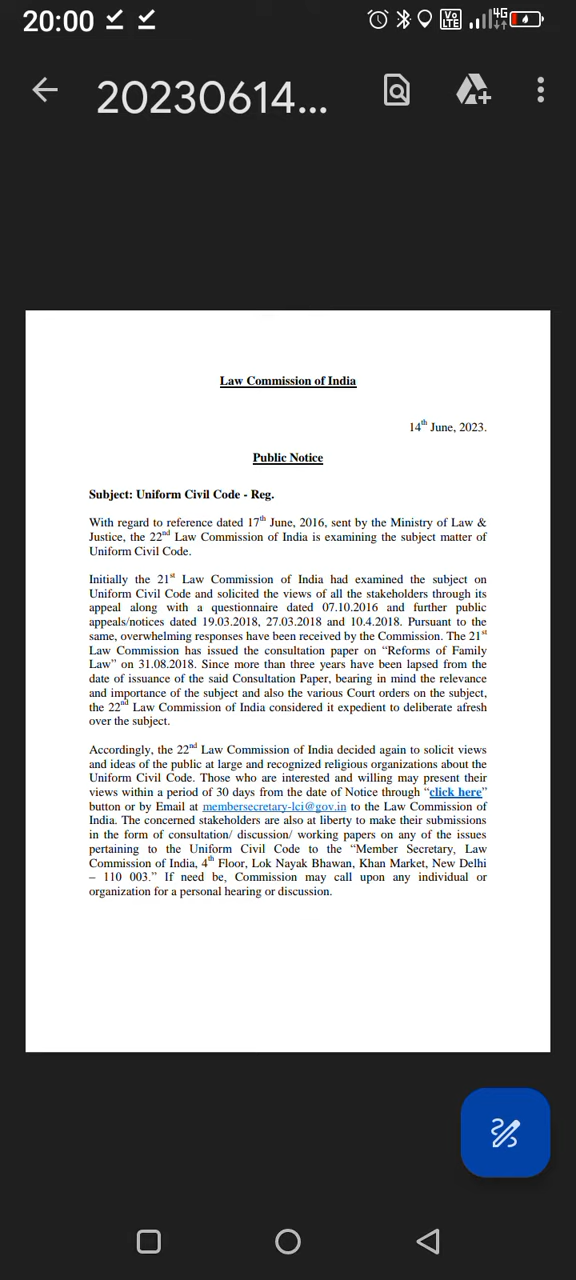 20:00
Vo LTE 4G
20230614...
Law Commission of India
14th June, 2023.
Public Notice
Subject: Uniform Civil Code - Reg.
With regard to reference dated 17th June, 2016, sent by the Ministry of Law &
Justice, the 22nd Law Commission of India is examining the subject matter of
Uniform Civil Code.
Initially the 21st Law Commission of India had examined the subject on
Uniform Civil Code and solicited the views of all the stakeholders through its
appeal along with a questionnaire dated 07.10.2016 and further public
appeals/notices dated 19.03.2018, 27.03.2018 and 10.4.2018. Pursuant to the
same, overwhelming responses have been received by the Commission. The 21st
Law Commission has issued the consultation paper on “Reforms of Family
Law” on 31.08.2018. Since more than three years have been lapsed from the
date of issuance of the said Consultation Paper, bearing in mind the relevance
and importance of the subject and also the various Court orders on the subject,
the 22nd Law Commission of India considered it expedient to deliberate afresh
over the subject.
Accordingly, the 22nd Law Commission of India decided again to solicit views
and ideas of the public at large and recognized religious organizations about the
Uniform Civil Code. Those who are interested and willing may present their
views within a period of 30 days from the date of Notice through “click here”
button or by Email at membersecretary-lci@gov.in to the Law Commission of
India. The concerned stakeholders are also at liberty to make their submissions
in the form of consultation/ discussion/ working papers on any of the issues
pertaining to the Uniform Civil Code to the “Member Secretary, Law
Commission of India, 4th Floor, Lok Nayak Bhawan, Khan Market, New Delhi
– 110 003.” If need be, Commission may call upon any individual or
organization for a personal hearing or discussion.